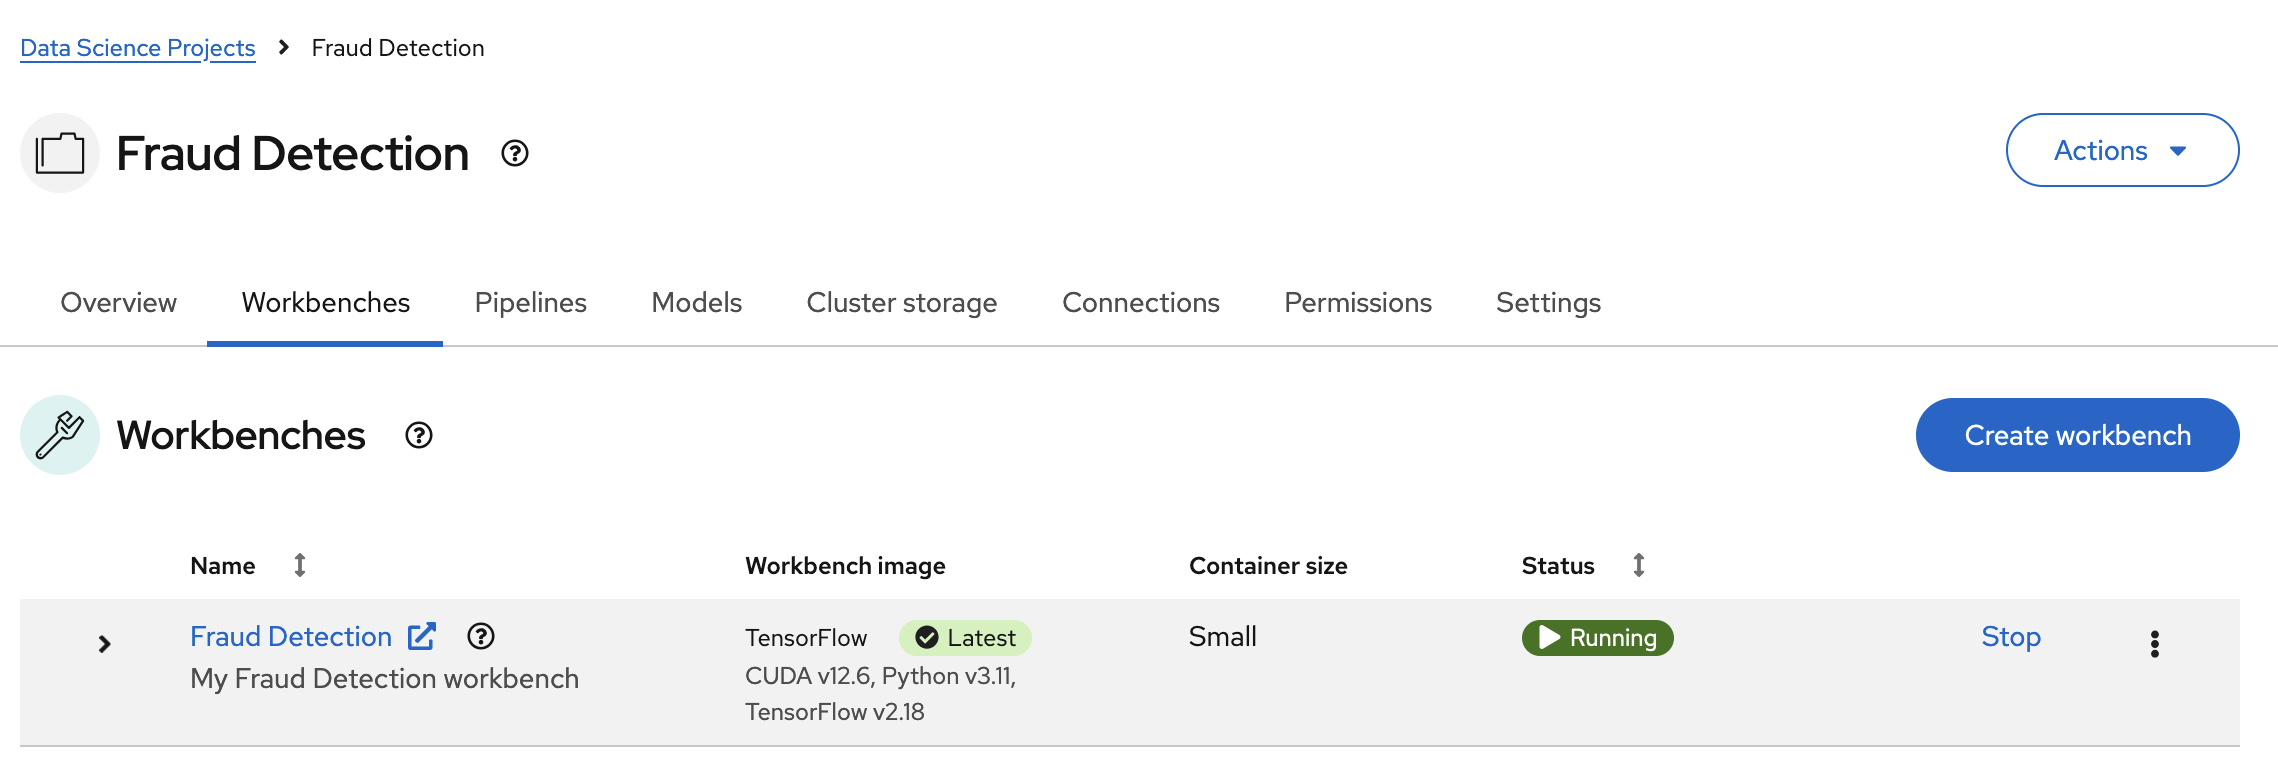 Data Science Projects Fraud Detection
Fraud Detection
Actions
Overview Workbenches Pipelines Models Cluster storage Connections Permissions Settings
Workbenches
Create workbench
Name Workbench image Container size Status
Fraud Detection TensorFlow Latest Small Running Stop
My Fraud Detection workbench CUDA v12.6, Python v3.11,
TensorFlow v2.18